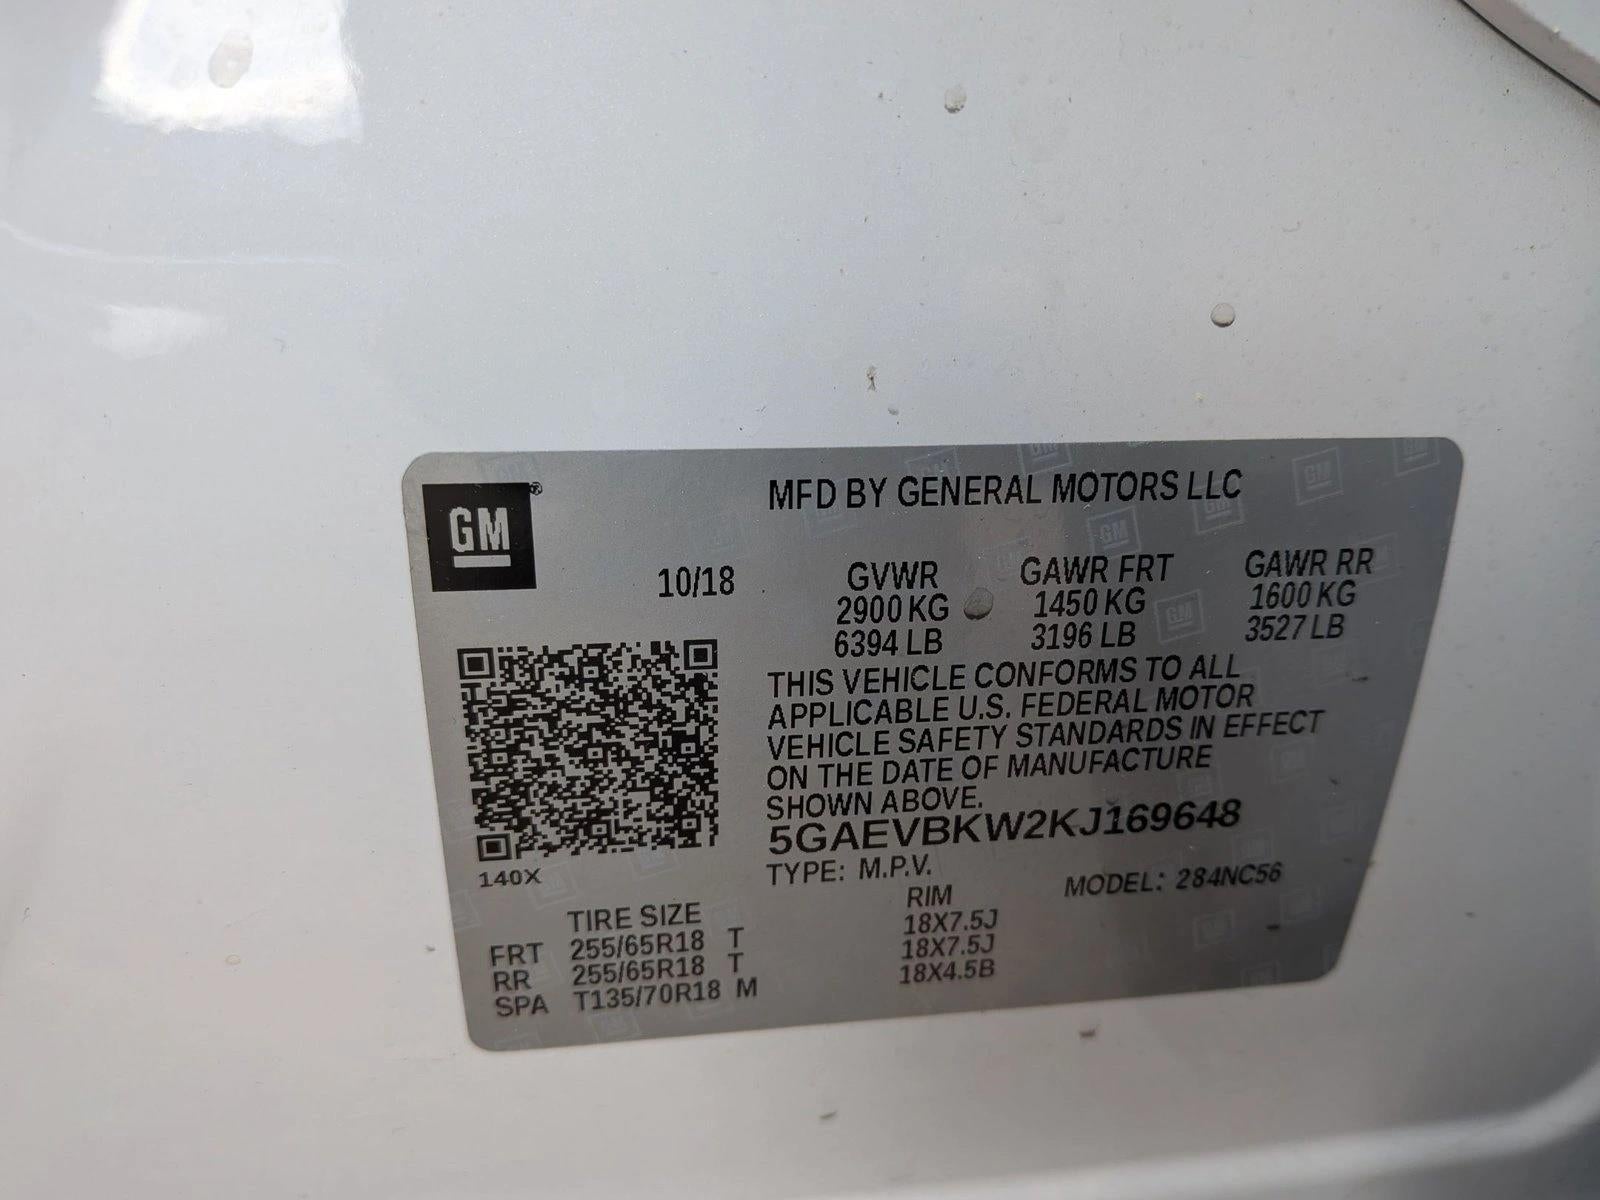 GM
®
MFD BY GENERAL MOTORS LLC
10/18
GVWR GAWR FRT GAWR RR
2900 KG 1450 KG 1600 KG
6394 LB 3196 LB 3527 LB
THIS VEHICLE CONFORMS TO ALL
APPLICABLE U.S. FEDERAL MOTOR
VEHICLE SAFETY STANDARDS IN EFFECT
ON THE DATE OF MANUFACTURE
SHOWN ABOVE.
5GAEVBKW2KJ169648
140X
TYPE: M.P.V. MODEL: 284NC56
TIRE SIZE RIM
FRT 255/65R18 T 18X7.5J
RR 255/65R18 T 18X7.5J
SPA T135/70R18 M 18X4.5B